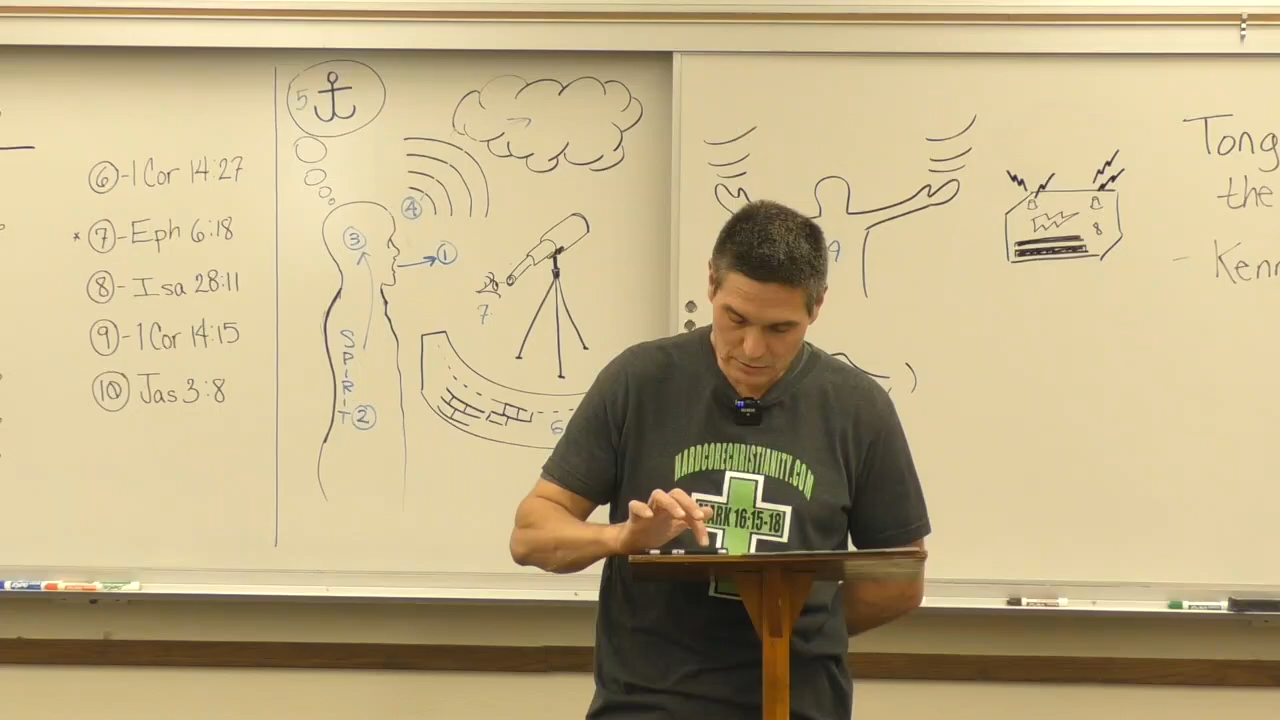 ⑥-1 Cor 14:27
* ⑦-Eph 6:18
⑧-Isa 28:11
⑨-1 Cor 14:15
⑩ Jas 3:8
5
④
③
①
7
SPIRIT
②
6
9
8
Tong
the
- Kenn
HARDCORECHRISTIANITY.COM
MARK 16:15-18